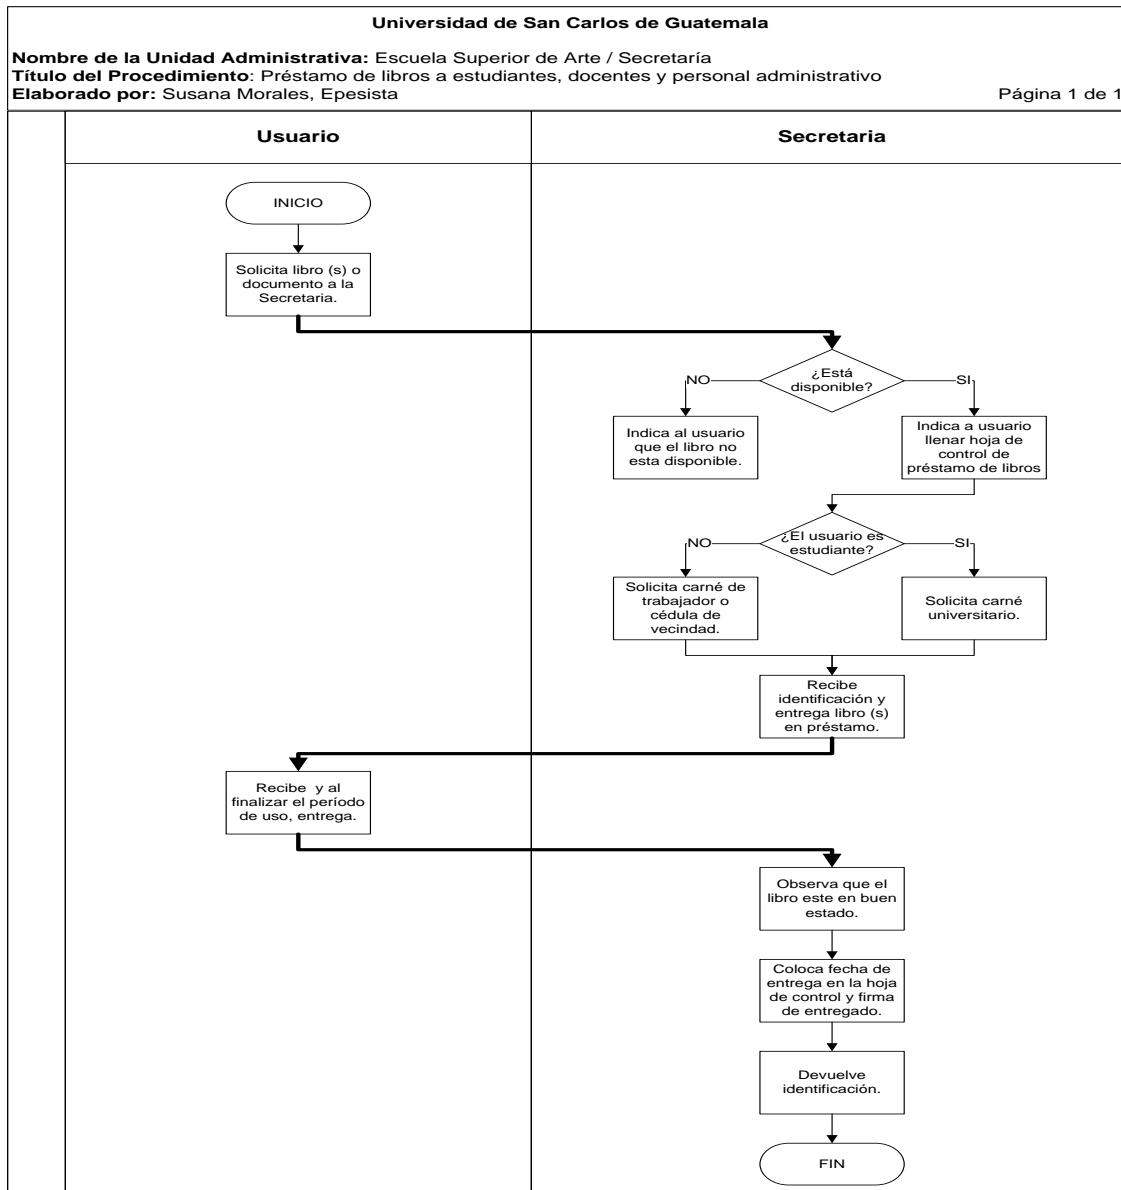 Universidad de San Carlos de Guatemala
Nombre de la Unidad Administrativa: Escuela Superior de Arte / Secretaría
Título del Procedimiento: Préstamo de libros a estudiantes, docentes y personal administrativo
Elaborado por: Susana Morales, Epesista
Página 1 de 1
Usuario
Secretaria
INICIO
Solicita libro (s) o
documento a la
Secretaria.
¿Está
disponible?
NO
SI
Indica al usuario
que el libro no
esta disponible.
Indica a usuario
llenar hoja de
control de
préstamo de libros
¿El usuario es
estudiante?
NO
SI
Solicita carné de
trabajador o
cédula de
vecindad.
Solicita carné
universitario.
Recibe
identificación y
entrega libro (s)
en préstamo.
Recibe y al
finalizar el período
de uso, entrega.
Observa que el
libro este en buen
estado.
Coloca fecha de
entrega en la hoja
de control y firma
de entregado.
Devuelve
identificación.
FIN